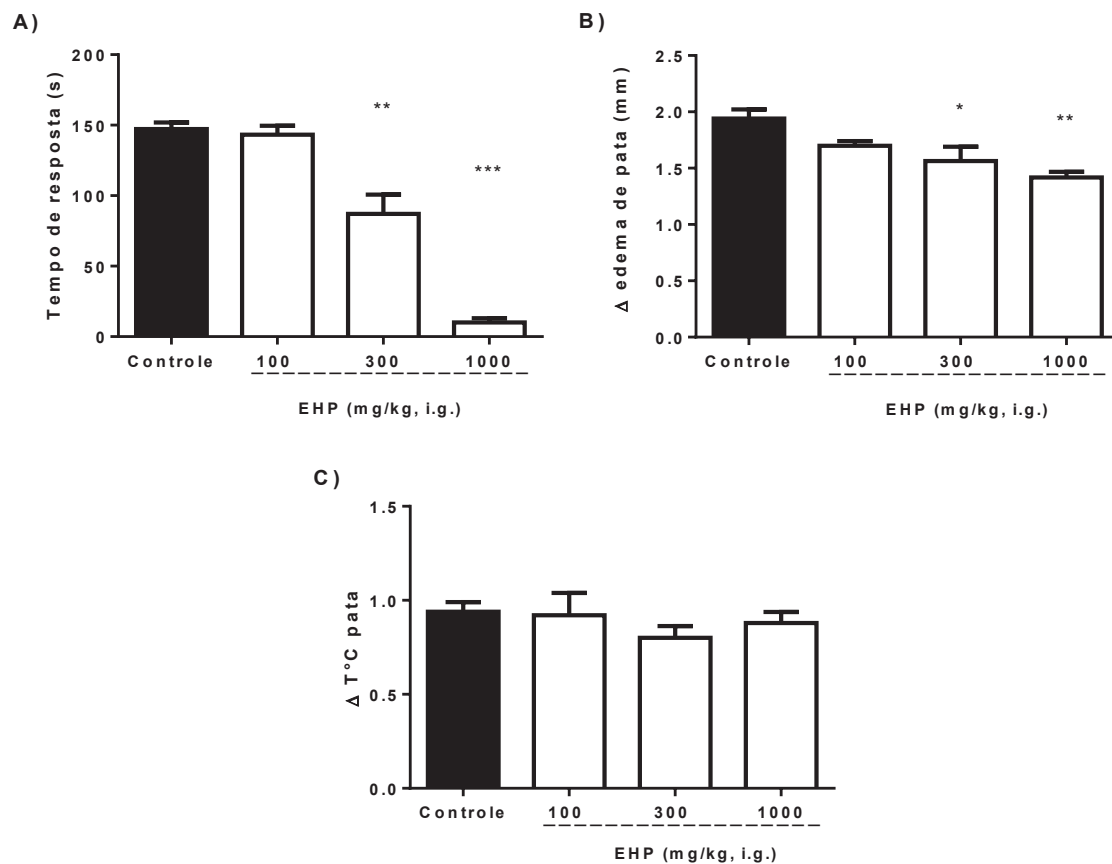 A)
Tempo de resposta (s)
200
150
100
50
0
**
***
Controle 100 300 1000
EHP (mg/kg, i.g.)
B)
Δ edema de pata (mm)
2.5
2.0
1.5
1.0
0.5
0.0
*
**
Controle 100 300 1000
EHP (mg/kg, i.g.)
C)
Δ T°C pata
1.5
1.0
0.5
0.0
Controle 100 300 1000
EHP (mg/kg, i.g.)